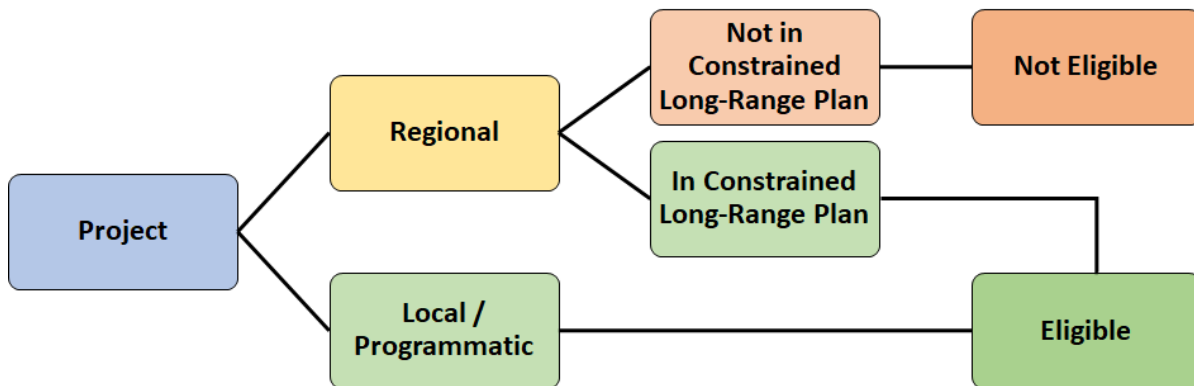 Not in
Constrained
Long-Range Plan
Not Eligible
Regional
In Constrained
Long-Range Plan
Project
Local /
Programmatic
Eligible